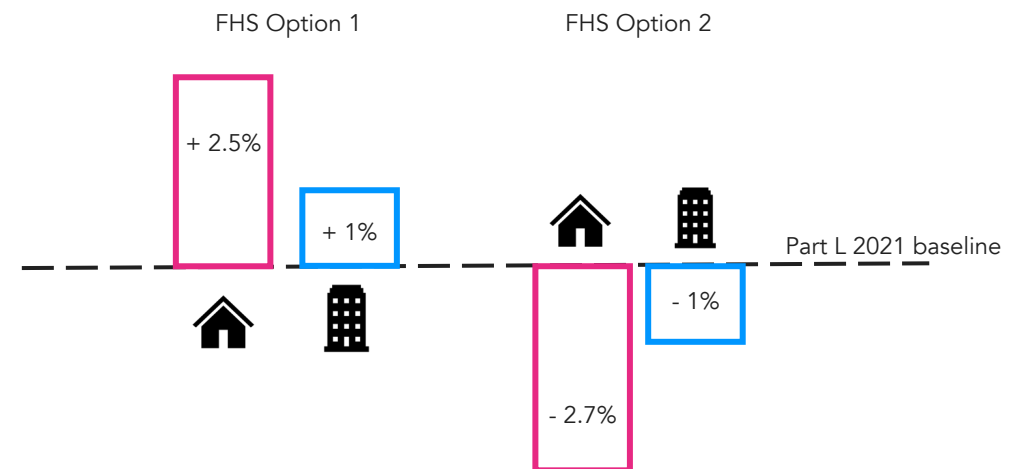 FHS Option 1
FHS Option 2
+ 2.5%
+ 1%
Part L 2021 baseline
- 1%
- 2.7%